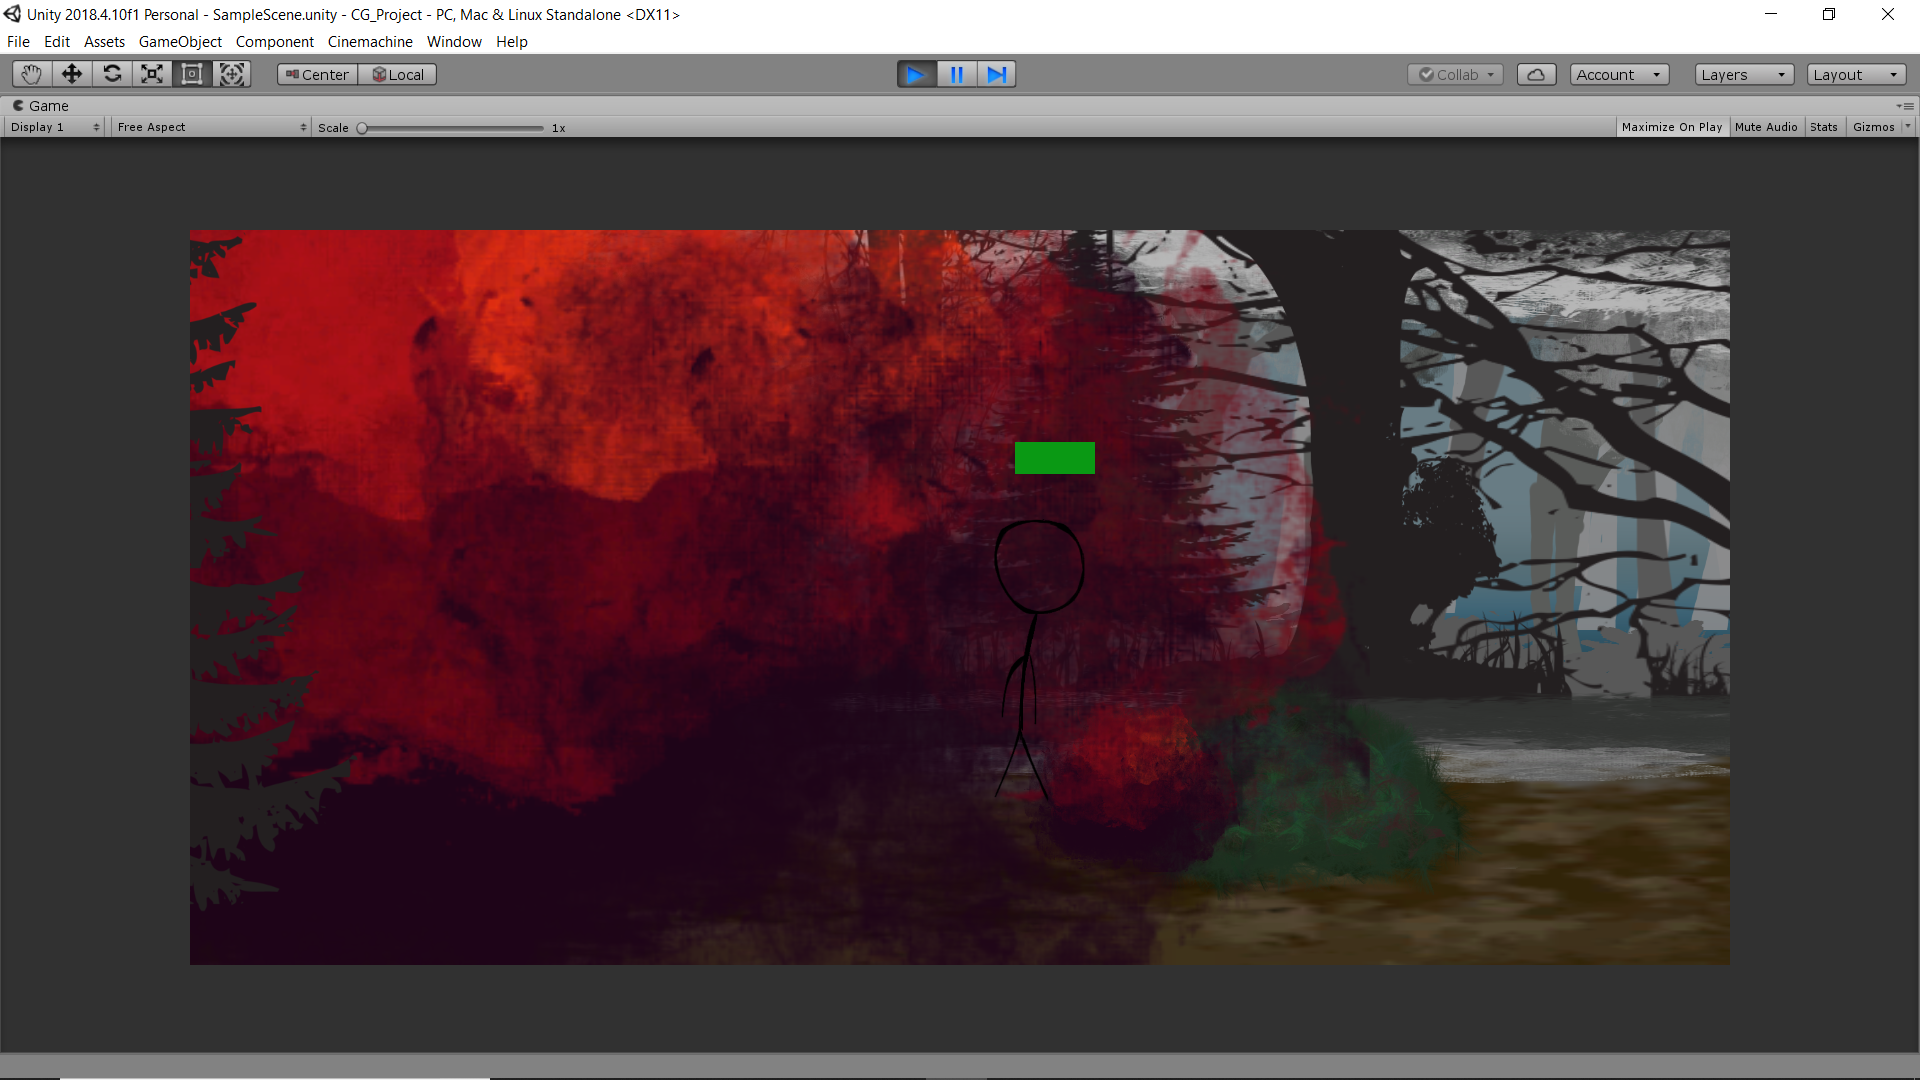 Unity 2018.4.10f1 Personal - SampleScene.unity - CG_Project - PC, Mac & Linux Standalone <DX11>
File Edit Assets GameObject Component Cinemachine Window Help
Center Local Collab Account Layers Layout
Game
Display 1 Free Aspect Scale 1x Maximize On Play Mute Audio Stats Gizmos